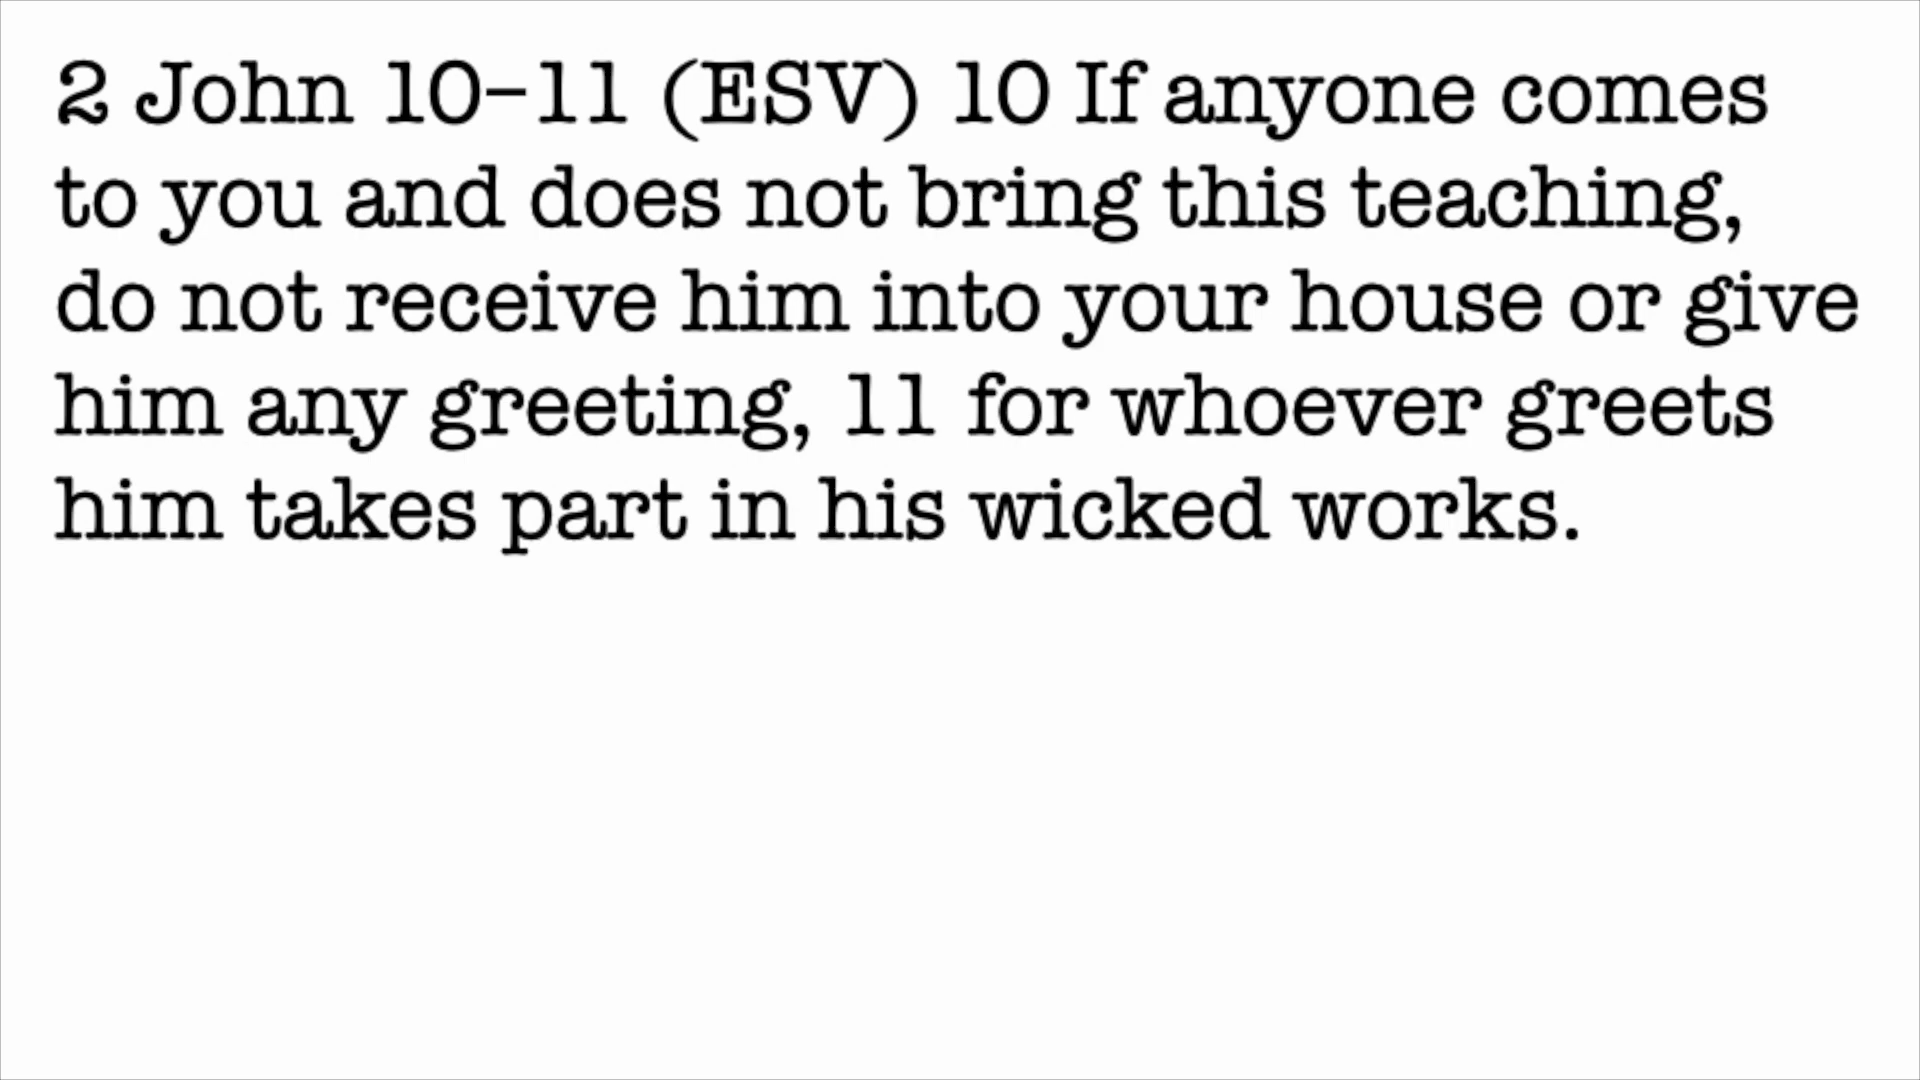 2 John 10-11 (ESV) 10 If anyone comes
to you and does not bring this teaching,
do not receive him into your house or give
him any greeting, 11 for whoever greets
him takes part in his wicked works.